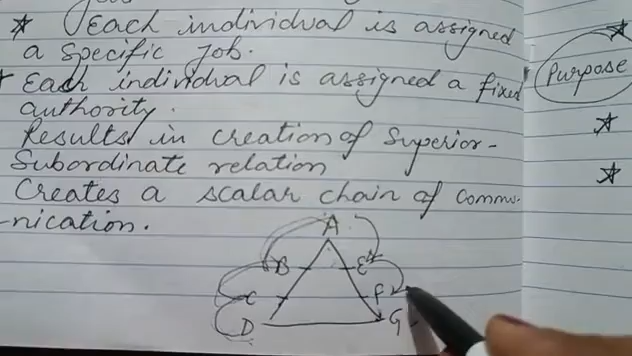 Each individual is assigned
a specific job.
Each individual is assigned a fixed
authority.
Results in creation of Superior-
Subordinate relation
Creates a scalar chain of commu-
-nication.
Purpose
A
B E
C F
D G